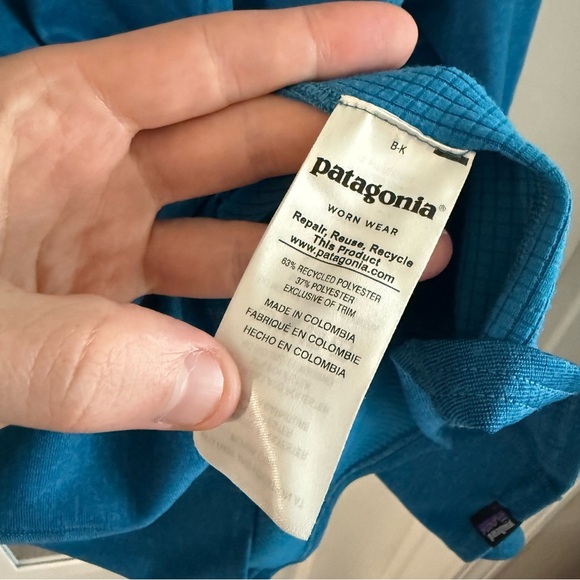 B-K
patagonia®
WORN WEAR
Repair, Reuse, Recycle
This Product
www.patagonia.com
63% RECYCLED POLYESTER
37% POLYESTER
EXCLUSIVE OF TRIM
MADE IN COLOMBIA
FABRIQUÉ EN COLOMBIE
HECHO EN COLOMBIA